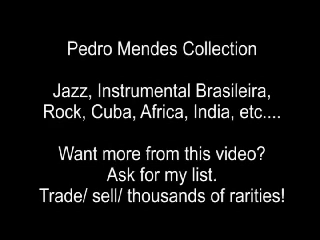 Pedro Mendes Collection
Jazz, Instrumental Brasileira,
Rock, Cuba, Africa, India, etc....
Want more from this video?
Ask for my list.
Trade/ sell/ thousands of rarities!